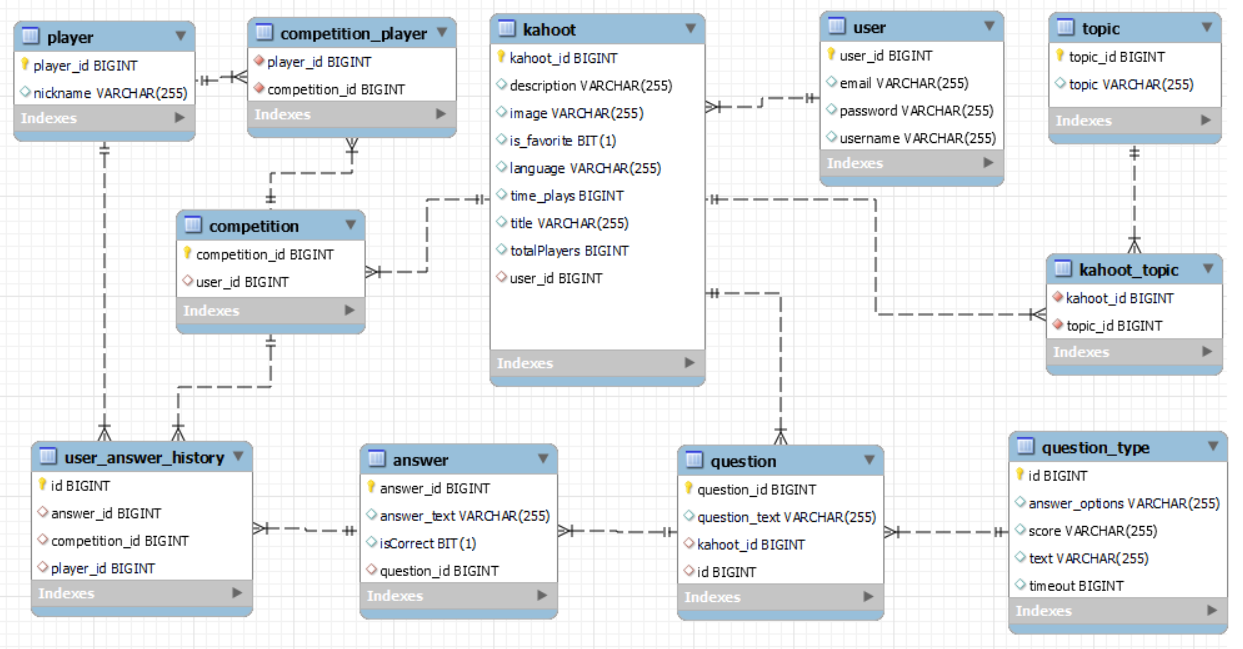 player
player_id BIGINT
nickname VARCHAR(255)
Indexes
competition_player
player_id BIGINT
competition_id BIGINT
Indexes
kahoot
kahoot_id BIGINT
description VARCHAR(255)
image VARCHAR(255)
is_favorite BIT(1)
language VARCHAR(255)
time_plays BIGINT
title VARCHAR(255)
totalPlayers BIGINT
user_id BIGINT
Indexes
user
user_id BIGINT
email VARCHAR(255)
password VARCHAR(255)
username VARCHAR(255)
Indexes
topic
topic_id BIGINT
topic VARCHAR(255)
Indexes
competition
competition_id BIGINT
user_id BIGINT
Indexes
kahoot_topic
kahoot_id BIGINT
topic_id BIGINT
Indexes
user_answer_history
id BIGINT
answer_id BIGINT
competition_id BIGINT
player_id BIGINT
Indexes
answer
answer_id BIGINT
answer_text VARCHAR(255)
isCorrect BIT(1)
question_id BIGINT
Indexes
question
question_id BIGINT
question_text VARCHAR(255)
kahoot_id BIGINT
id BIGINT
Indexes
question_type
id BIGINT
answer_options VARCHAR(255)
score VARCHAR(255)
text VARCHAR(255)
timeout BIGINT
Indexes